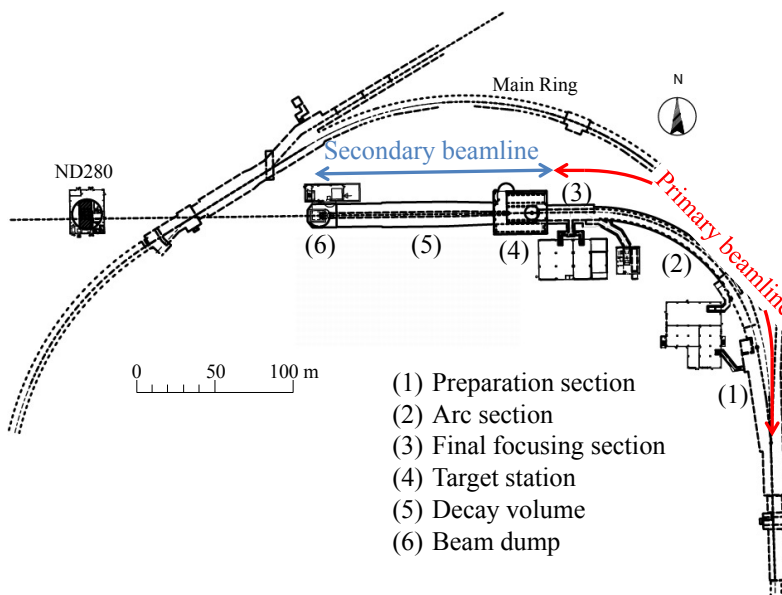 Main Ring
N
ND280
Secondary beamline
Primary beamline
(3)
(6)
(5)
(4)
(2)
(1)
0 50 100 m
(1) Preparation section
(2) Arc section
(3) Final focusing section
(4) Target station
(5) Decay volume
(6) Beam dump